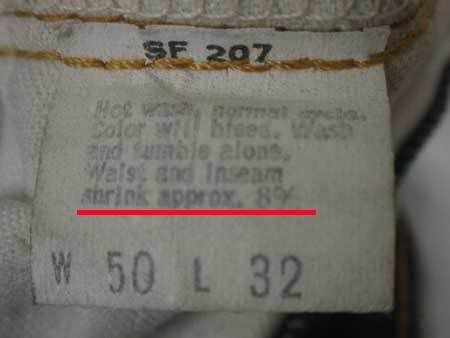 SF 207
Hot wash, normal cycle.
Color will bleed. Wash
and tumble alone.
Waist and inseam
shrink approx. 8%
W 50 L 32